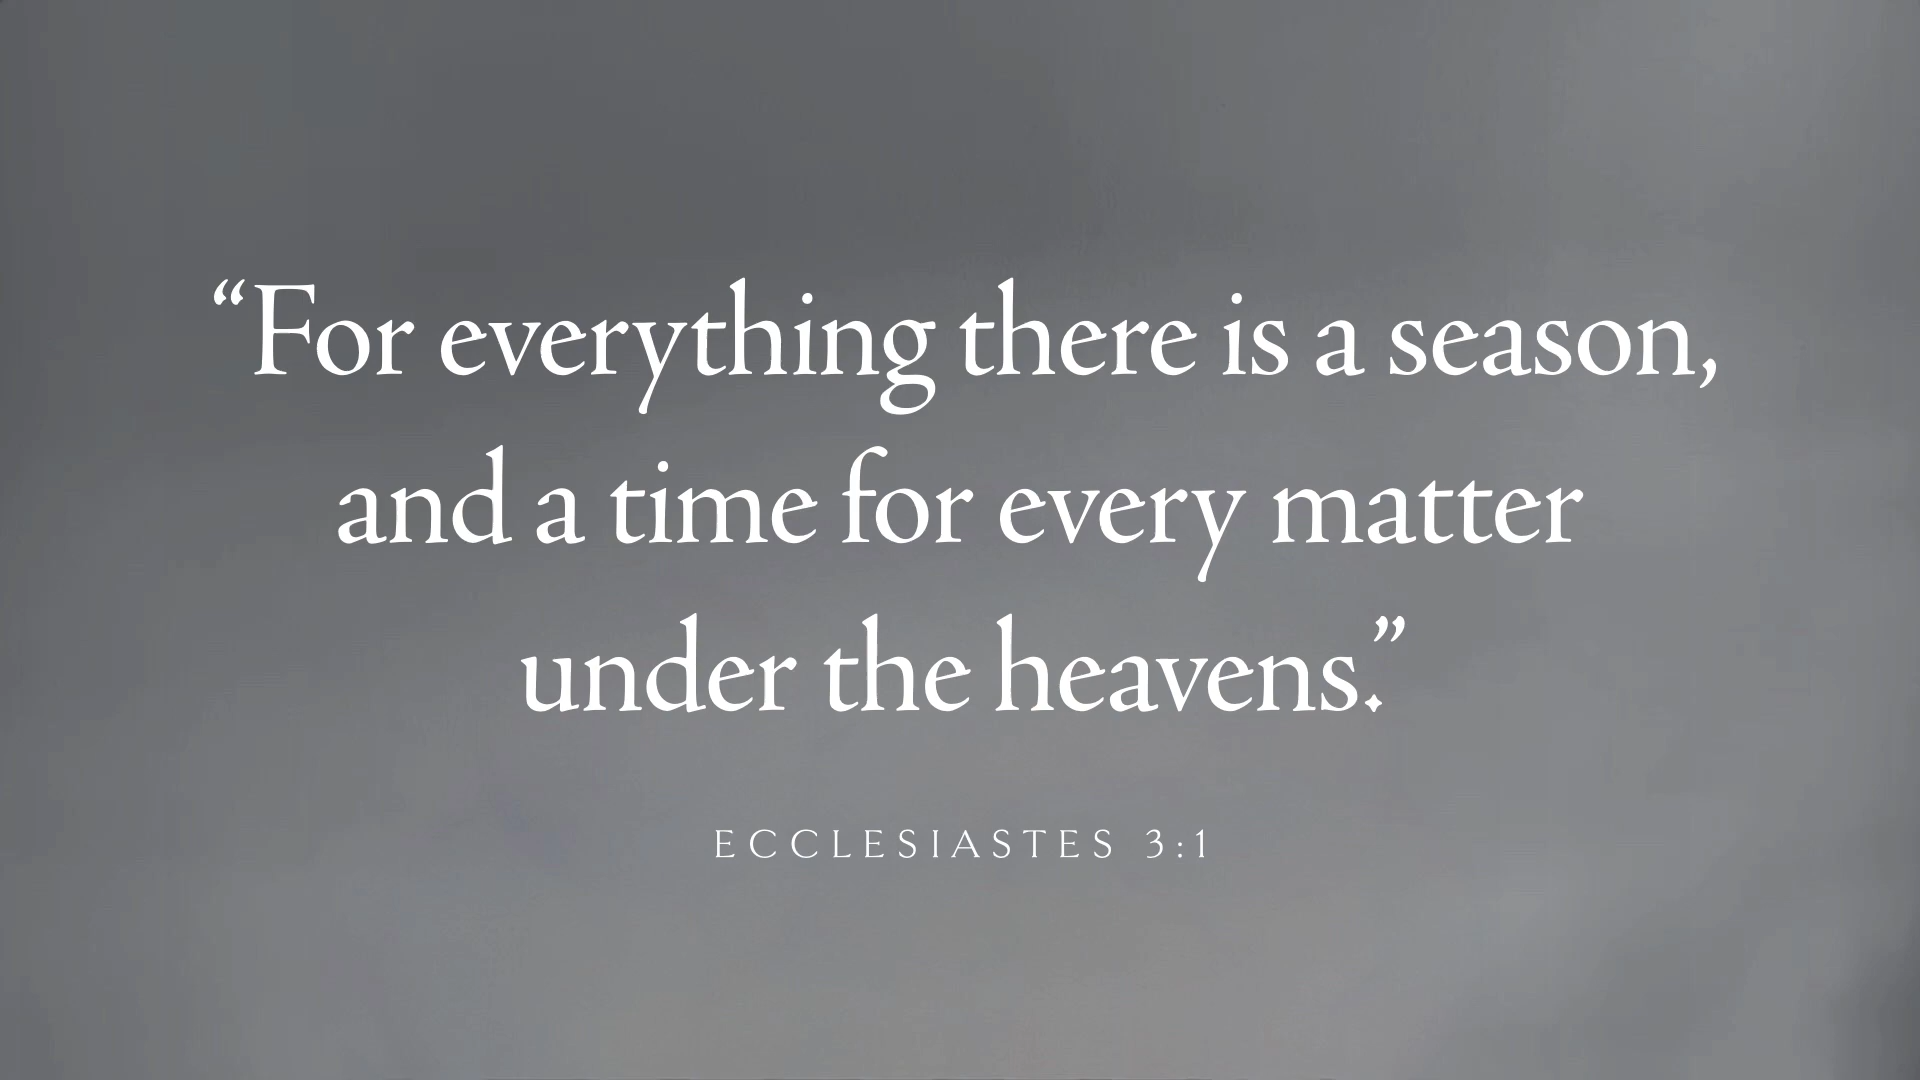 “For everything there is a season,
and a time for every matter
under the heavens.”
ECCLESIASTES 3:1